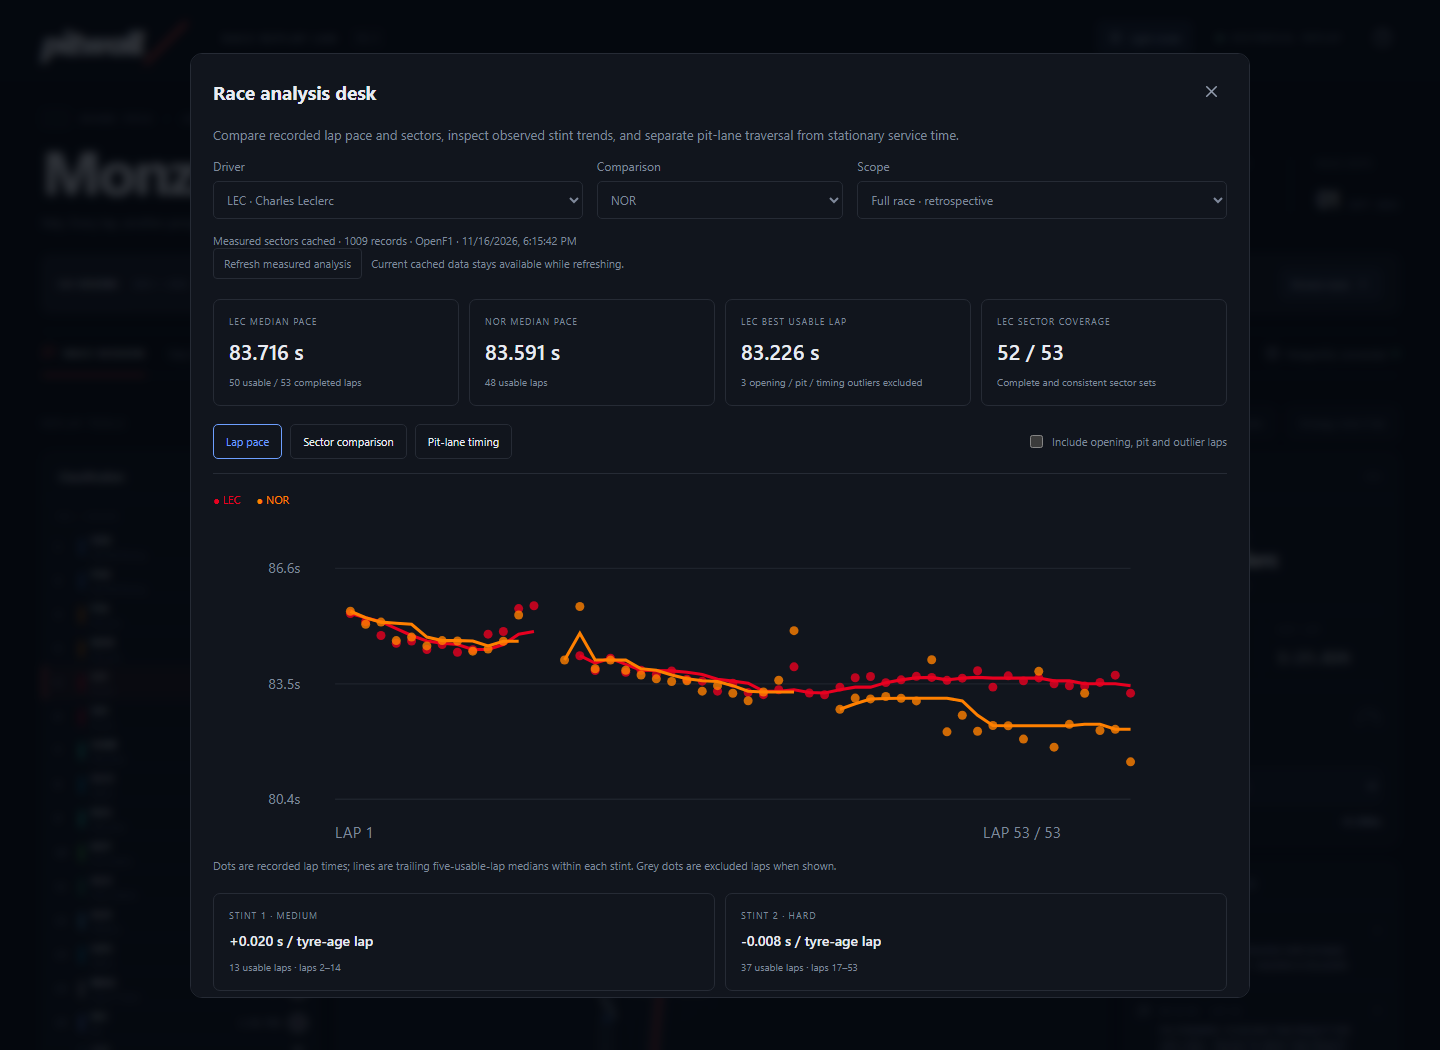 pitwall
Monz
Race analysis desk
Compare recorded lap pace and sectors, inspect observed stint trends, and separate pit-lane traversal from stationary service time.
Driver
Comparison
Scope
LEC · Charles Leclerc
NOR
Full race · retrospective
Measured sectors cached · 1009 records · OpenF1 · 11/16/2026, 6:15:42 PM
Refresh measured analysis
Current cached data stays available while refreshing.
LEC MEDIAN PACE
83.716 s
50 usable / 53 completed laps
NOR MEDIAN PACE
83.591 s
48 usable laps
LEC BEST USABLE LAP
83.226 s
3 opening / pit / timing outliers excluded
LEC SECTOR COVERAGE
52 / 53
Complete and consistent sector sets
Lap pace
Sector comparison
Pit-lane timing
Include opening, pit and outlier laps
LEC
NOR
86.6s
83.5s
80.4s
LAP 1
LAP 53 / 53
Dots are recorded lap times; lines are trailing five-usable-lap medians within each stint. Grey dots are excluded laps when shown.
STINT 1 · MEDIUM
+0.020 s / tyre-age lap
13 usable laps · laps 2–14
STINT 2 · HARD
-0.008 s / tyre-age lap
37 usable laps · laps 17–53